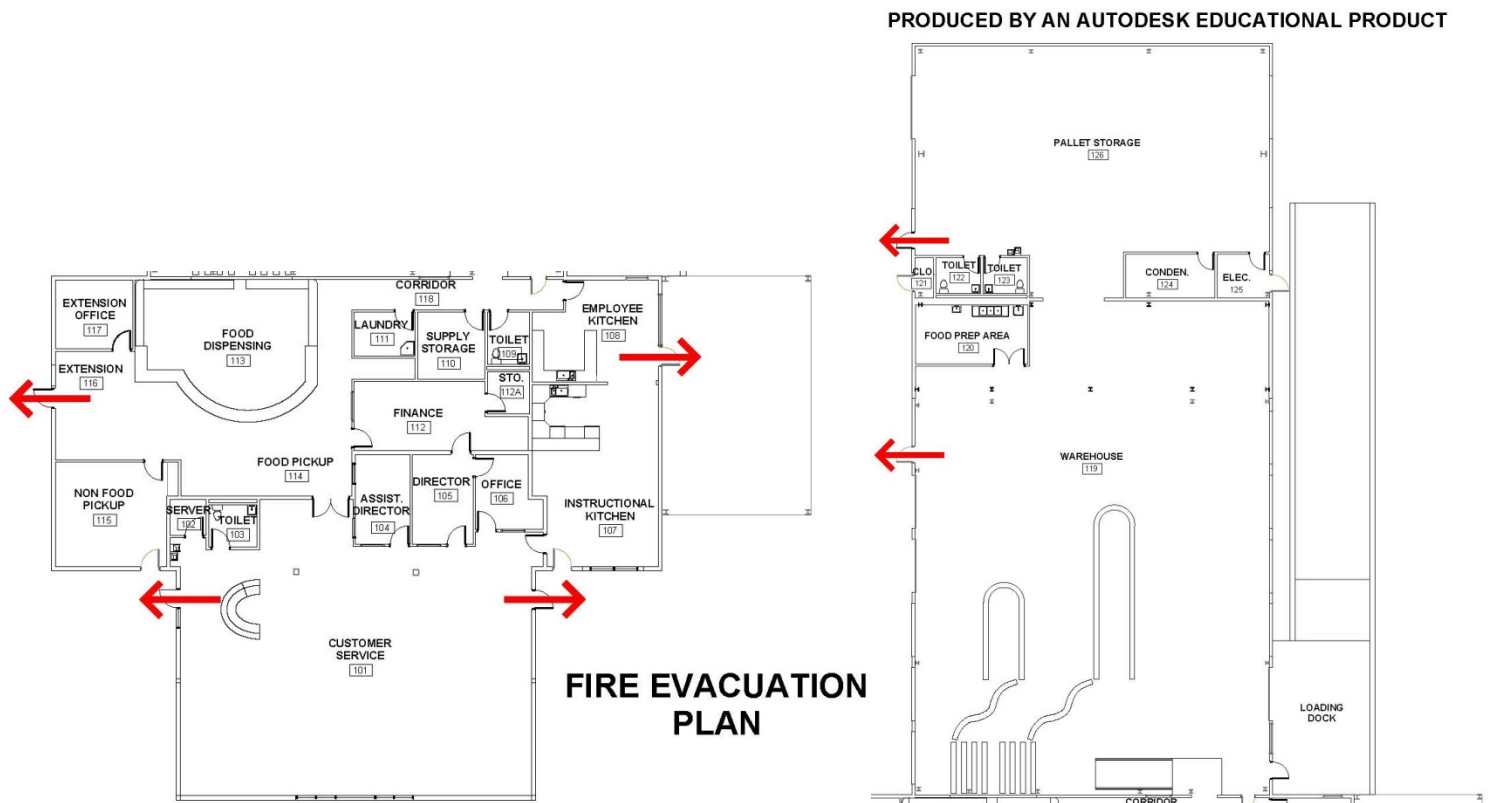 PRODUCED BY AN AUTODESK EDUCATIONAL PRODUCT
EXTENSION
OFFICE
117
FOOD
DISPENSING
113
CORRIDOR
118
LAUNDRY
111
SUPPLY
STORAGE
110
TOILET
109
EMPLOYEE
KITCHEN
108
EXTENSION
116
STO.
112A
FINANCE
112
FOOD PICKUP
114
NON FOOD
PICKUP
115
SERVER
102
TOILET
103
ASSIST.
DIRECTOR
104
DIRECTOR
105
OFFICE
106
INSTRUCTIONAL
KITCHEN
107
CUSTOMER
SERVICE
101
FIRE EVACUATION
PLAN
PALLET STORAGE
126
CLO.
121
TOILET
122
TOILET
123
CONDEN.
124
ELEC.
125
FOOD PREP AREA
120
WAREHOUSE
119
LOADING
DOCK
CORRIDOR